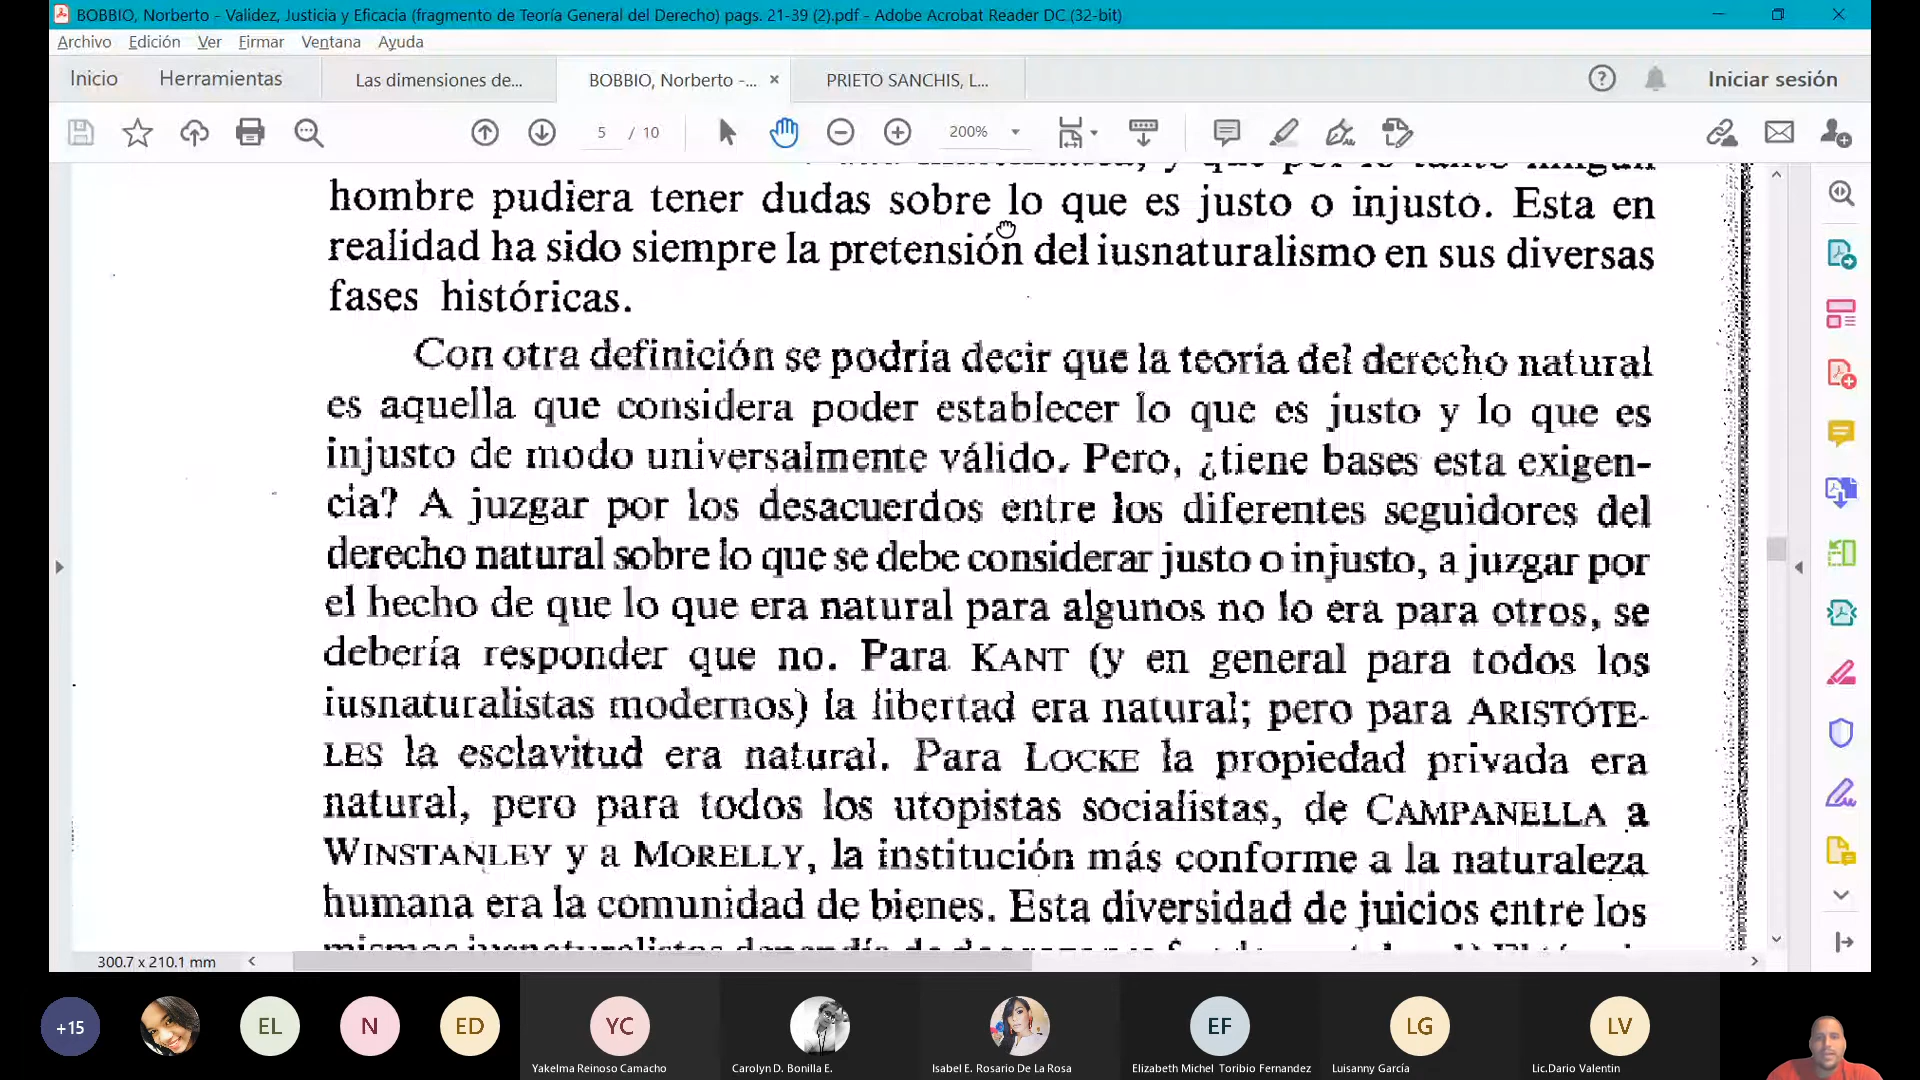 BOBBIO, Norberto - Validez, Justicia y Eficacia (fragmento de Teoría General del Derecho) pags. 21-39 (2).pdf - Adobe Acrobat Reader DC (32-bit)
Archivo Edición Ver Firmar Ventana Ayuda
Inicio Herramientas Las dimensiones de... BOBBIO, Norberto -... × PRIETO SANCHIS, L... Iniciar sesión
5 / 10 200%
hombre pudiera tener dudas sobre lo que es justo o injusto. Esta en
realidad ha sido siempre la pretensión del iusnaturalismo en sus diversas
fases históricas.
Con otra definición se podría decir que la teoría del derecho natural
es aquella que considera poder establecer lo que es justo y lo que es
injusto de modo universalmente válido. Pero, ¿tiene bases esta exigen-
cia? A juzgar por los desacuerdos entre los diferentes seguidores del
derecho natural sobre lo que se debe considerar justo o injusto, a juzgar por
el hecho de que lo que era natural para algunos no lo era para otros, se
debería responder que no. Para KANT (y en general para todos los
iusnaturalistas modernos) la libertad era natural; pero para ARISTÓTE-
LES la esclavitud era natural. Para LOCKE la propiedad privada era
natural, pero para todos los utopistas socialistas, de CAMPANELLA a
WINSTANLEY y a MORELLY, la institución más conforme a la naturaleza
humana era la comunidad de bienes. Esta diversidad de juicios entre los
300.7 x 210.1 mm
+15 EL N ED YC EF LG LV
Yakelma Reinoso Camacho Carolyn D. Bonilla E. Isabel E. Rosario De La Rosa Elizabeth Michel Toribio Fernandez Luisanny García Lic.Dario Valentin